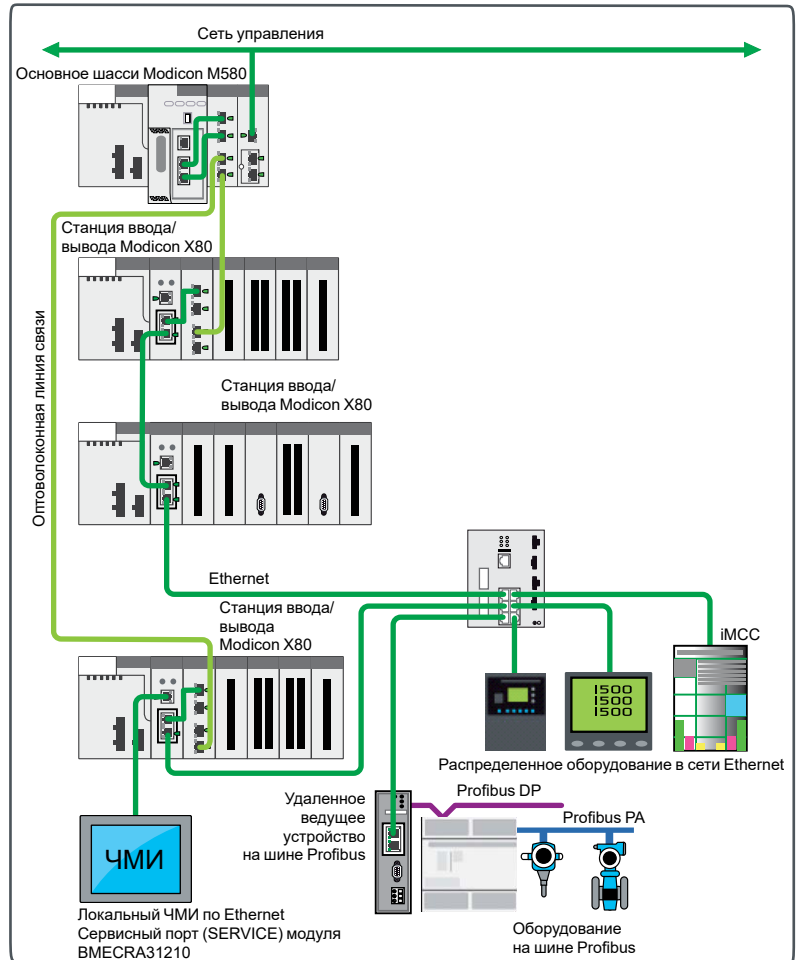 Сеть управления
Основное шасси Modicon M580
Станция ввода/
вывода Modicon X80
Оптоволоконная линия связи
Станция ввода/
вывода Modicon X80
Ethernet
Станция ввода/
вывода
Modicon X80
iMCC
1500
1500
1500
Распределенное оборудование в сети Ethernet
Удаленное
ведущее
устройство
на шине Profibus
Profibus DP
Profibus PA
ЧМИ
Локальный ЧМИ по Ethernet
Сервисный порт (SERVICE) модуля
BMECRA31210
Оборудование
на шине Profibus